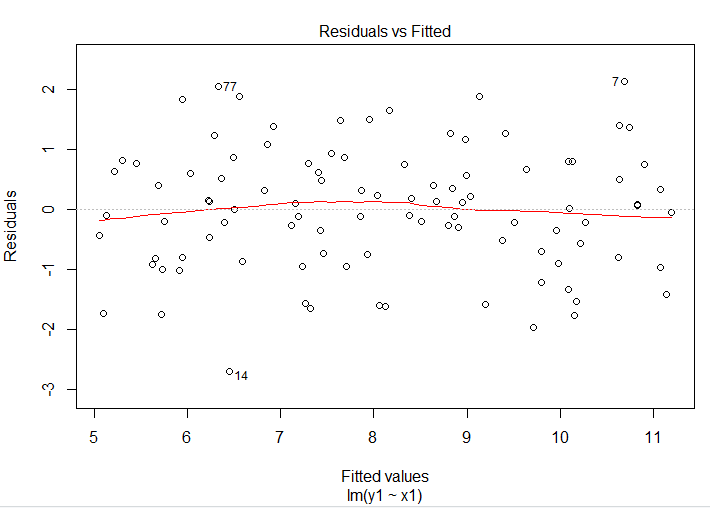 Residuals vs Fitted
Residuals
2
1
0
-1
-2
-3
77
7
14
5 6 7 8 9 10 11
Fitted values
lm(y1 ~ x1)